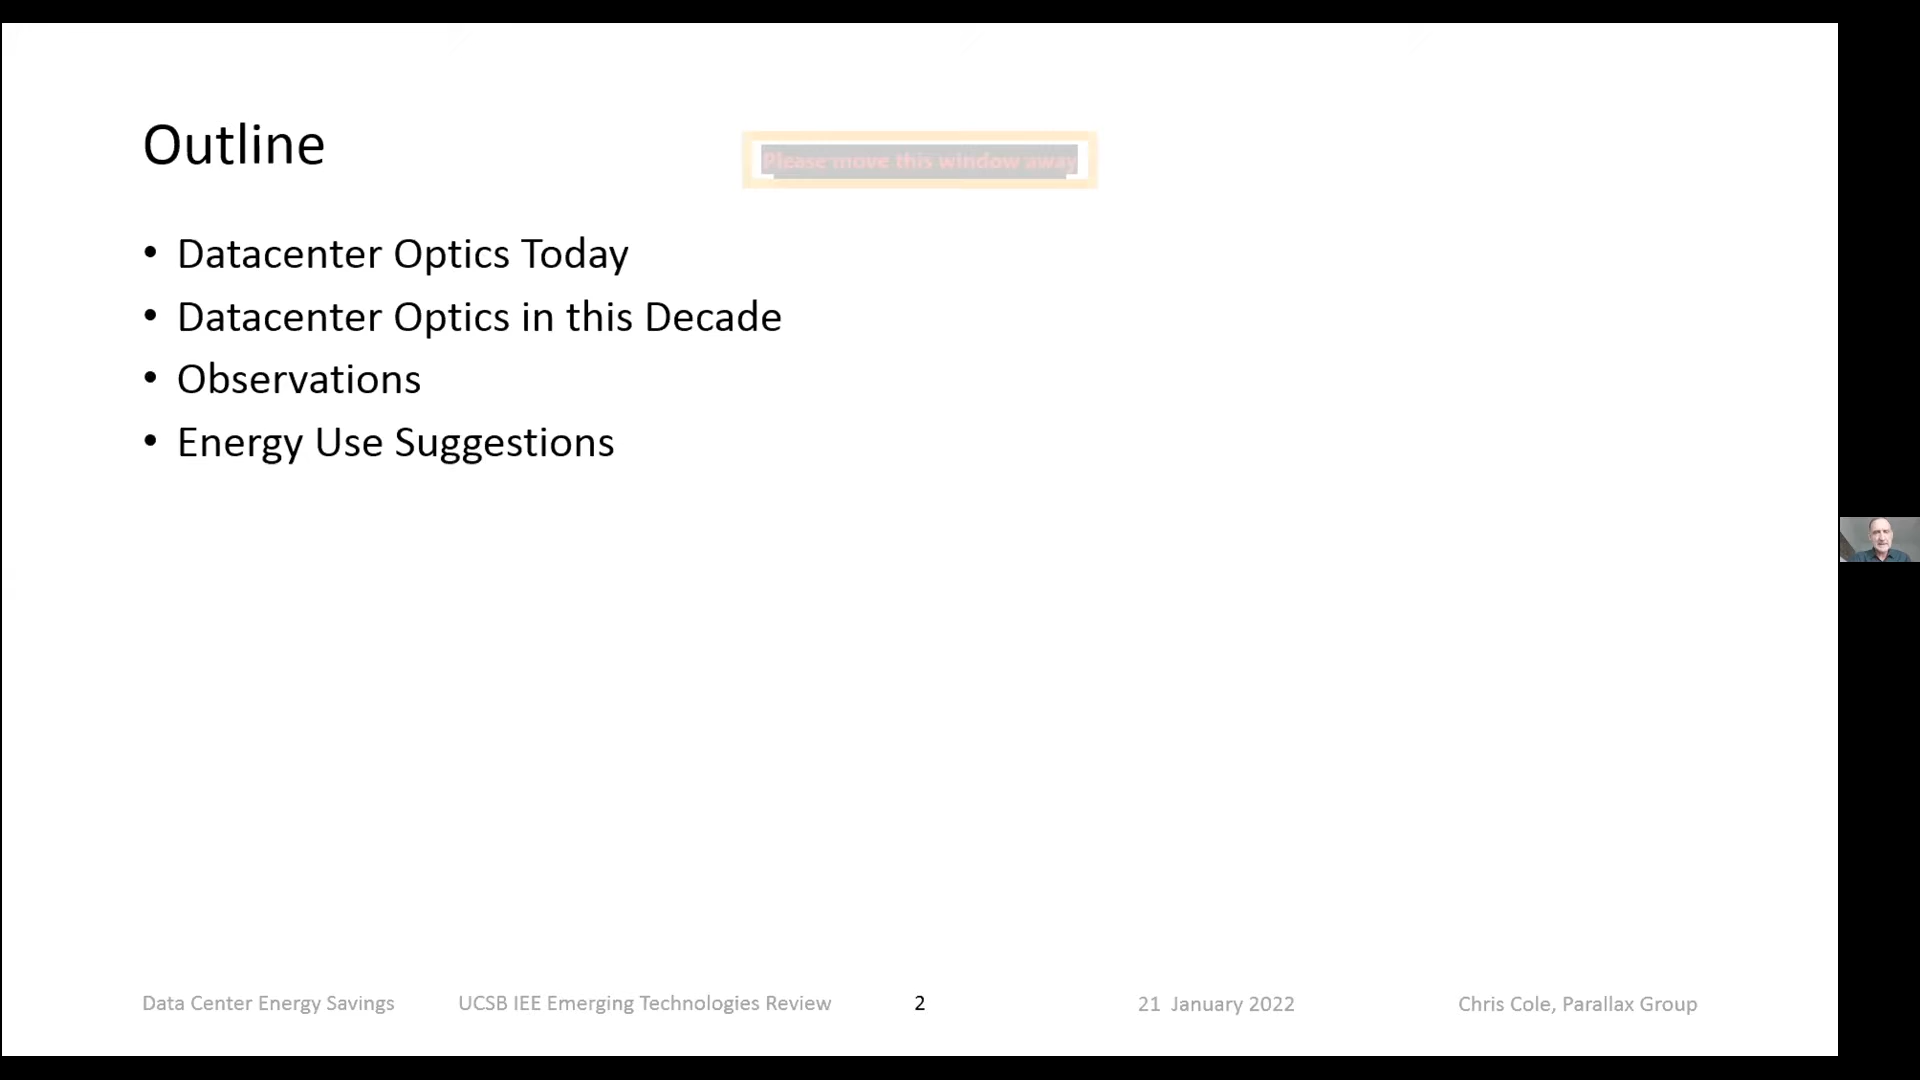 Outline
Please move this window away
• Datacenter Optics Today
• Datacenter Optics in this Decade
• Observations
• Energy Use Suggestions
Data Center Energy Savings UCSB IEE Emerging Technologies Review 2 21 January 2022 Chris Cole, Parallax Group